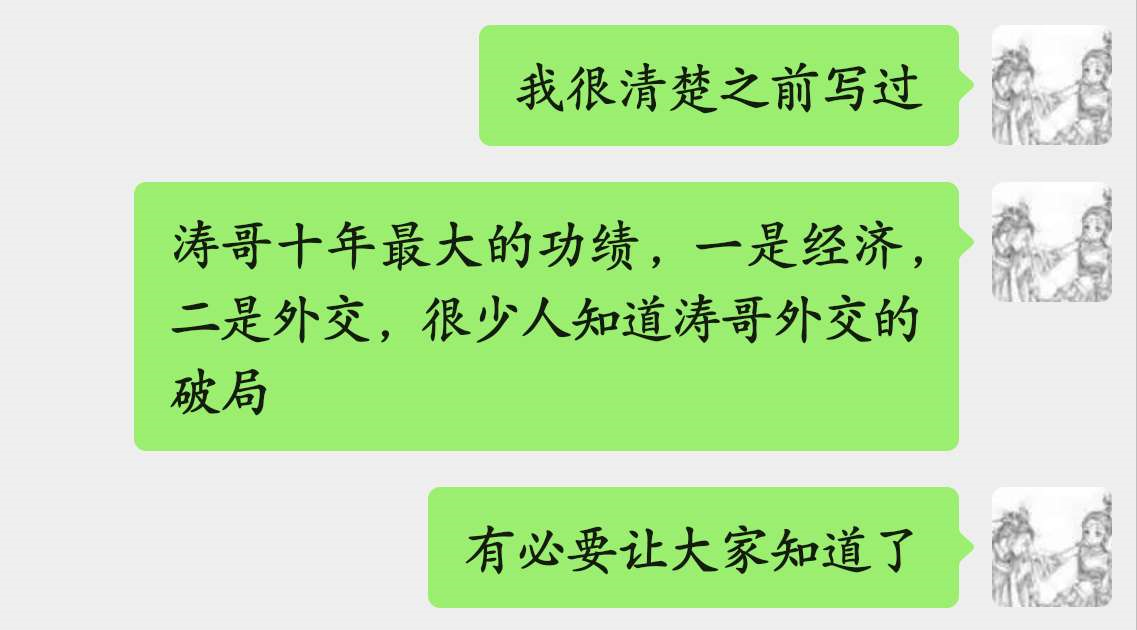 我很清楚之前写过
涛哥十年最大的功绩，一是经济，
二是外交，很少人知道涛哥外交的
破局
有必要让大家知道了